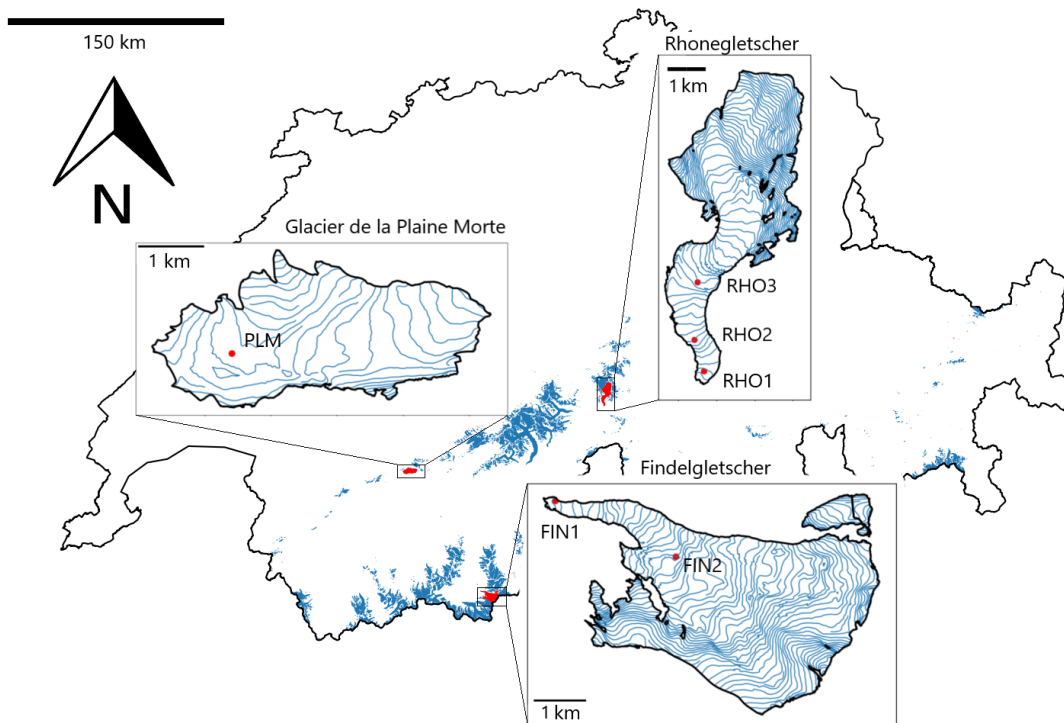 150 km
N
Rhonegletscher
1 km
RHO3
RHO2
RHO1
Glacier de la Plaine Morte
1 km
PLM
Findelgletscher
FIN1
FIN2
1 km